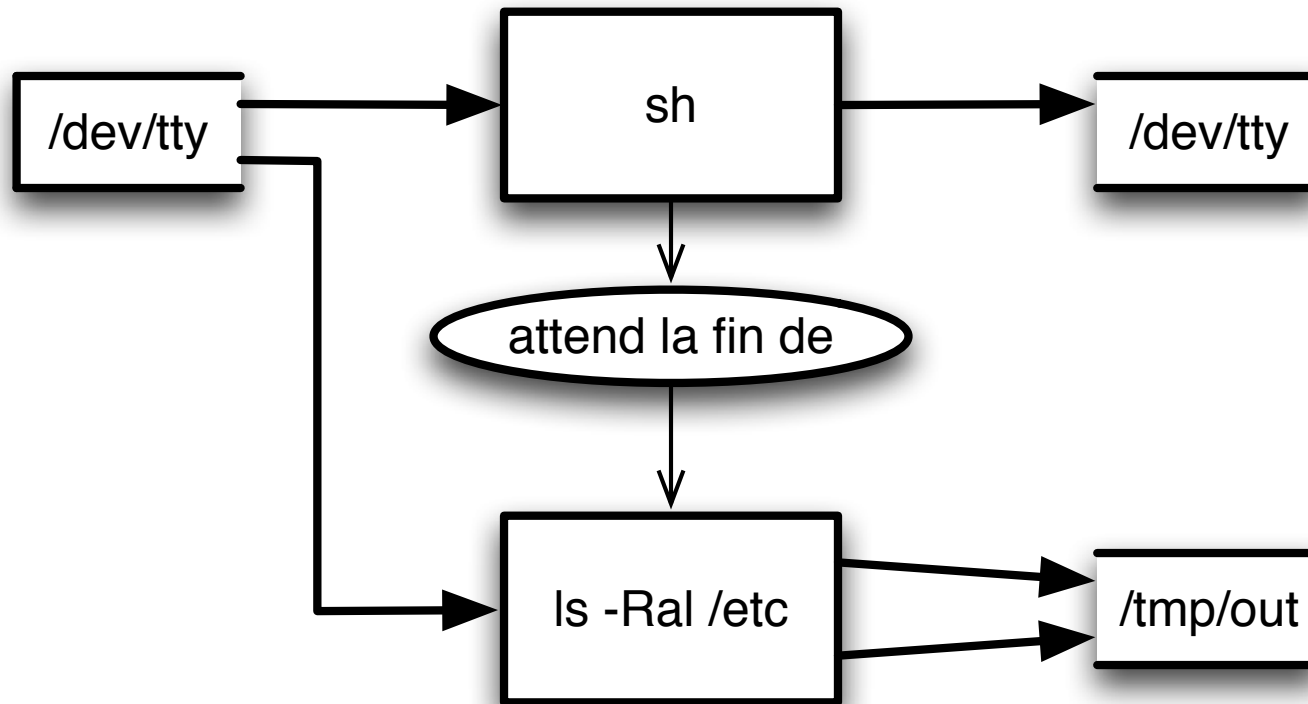 /dev/tty
sh
/dev/tty
attend la fin de
ls -Ral /etc
/tmp/out